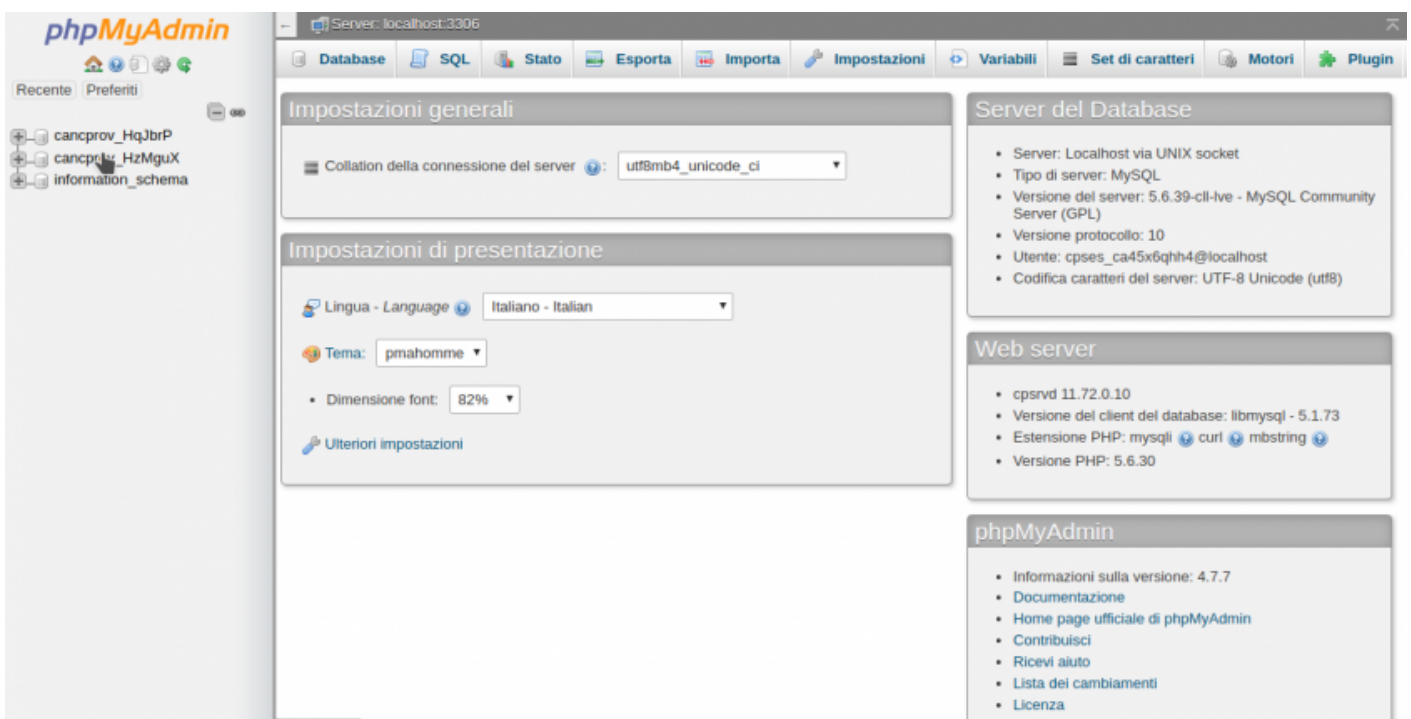 phpMyAdmin
Recente Preferiti
cancprov_HqJbrP
cancprov_HzMguX
information_schema
Server: localhost:3306
Database SQL Stato Esporta Importa Impostazioni Variabili Set di caratteri Motori Plugin
Impostazioni generali
Collation della connessione del server : utf8mb4_unicode_ci
Impostazioni di presentazione
Lingua - Language Italiano - Italian
Tema: pmahomme
Dimensione font: 82%
Ulteriori impostazioni
Server del Database
Server: Localhost via UNIX socket
Tipo di server: MySQL
Versione del server: 5.6.39-cll-lve - MySQL Community
Server (GPL)
Versione protocollo: 10
Utente: cpses_ca45x6qhh4@localhost
Codifica caratteri del server: UTF-8 Unicode (utf8)
Web server
cpsrvd 11.72.0.10
Versione del client del database: libmysql - 5.1.73
Estensione PHP: mysqli curl mbstring
Versione PHP: 5.6.30
phpMyAdmin
Informazioni sulla versione: 4.7.7
Documentazione
Home page ufficiale di phpMyAdmin
Contribuisci
Ricevi aiuto
Lista dei cambiamenti
Licenza